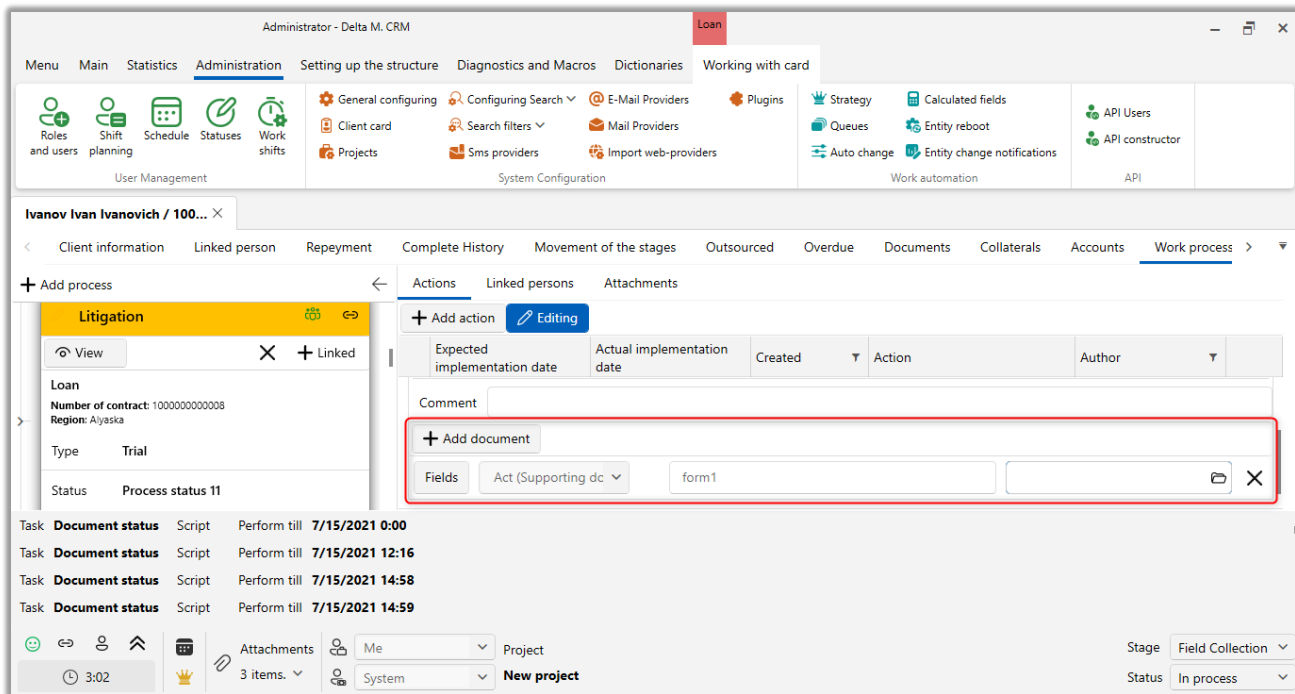 Administrator - Delta M. CRM
Loan
Menu Main Statistics Administration Setting up the structure Diagnostics and Macros Dictionaries Working with card
Roles and users
Shift planning
Schedule
Statuses
Work shifts
User Management
General configuring
Client card
Projects
Configuring Search
Search filters
Sms providers
E-Mail Providers
Mail Providers
Import web-providers
Plugins
System Configuration
Strategy
Queues
Auto change
Calculated fields
Entity reboot
Entity change notifications
Work automation
API Users
API constructor
API
Ivanov Ivan Ivanovich / 100...
Client information Linked person Repeyment Complete History Movement of the stages Outsourced Overdue Documents Collaterals Accounts Work process
Add process
Litigation
View
Linked
Loan
Number of contract: 1000000000008
Region: Alyaska
Type Trial
Status Process status 11
Actions Linked persons Attachments
Add action Editing
Expected implementation date
Actual implementation date
Created
Action
Author
Comment
Add document
Fields Act (Supporting dc form1
Task Document status Script Perform till 7/15/2021 0:00
Task Document status Script Perform till 7/15/2021 12:16
Task Document status Script Perform till 7/15/2021 14:58
Task Document status Script Perform till 7/15/2021 14:59
3:02
Attachments
3 items.
Me
System
Project
New project
Stage Field Collection
Status In process